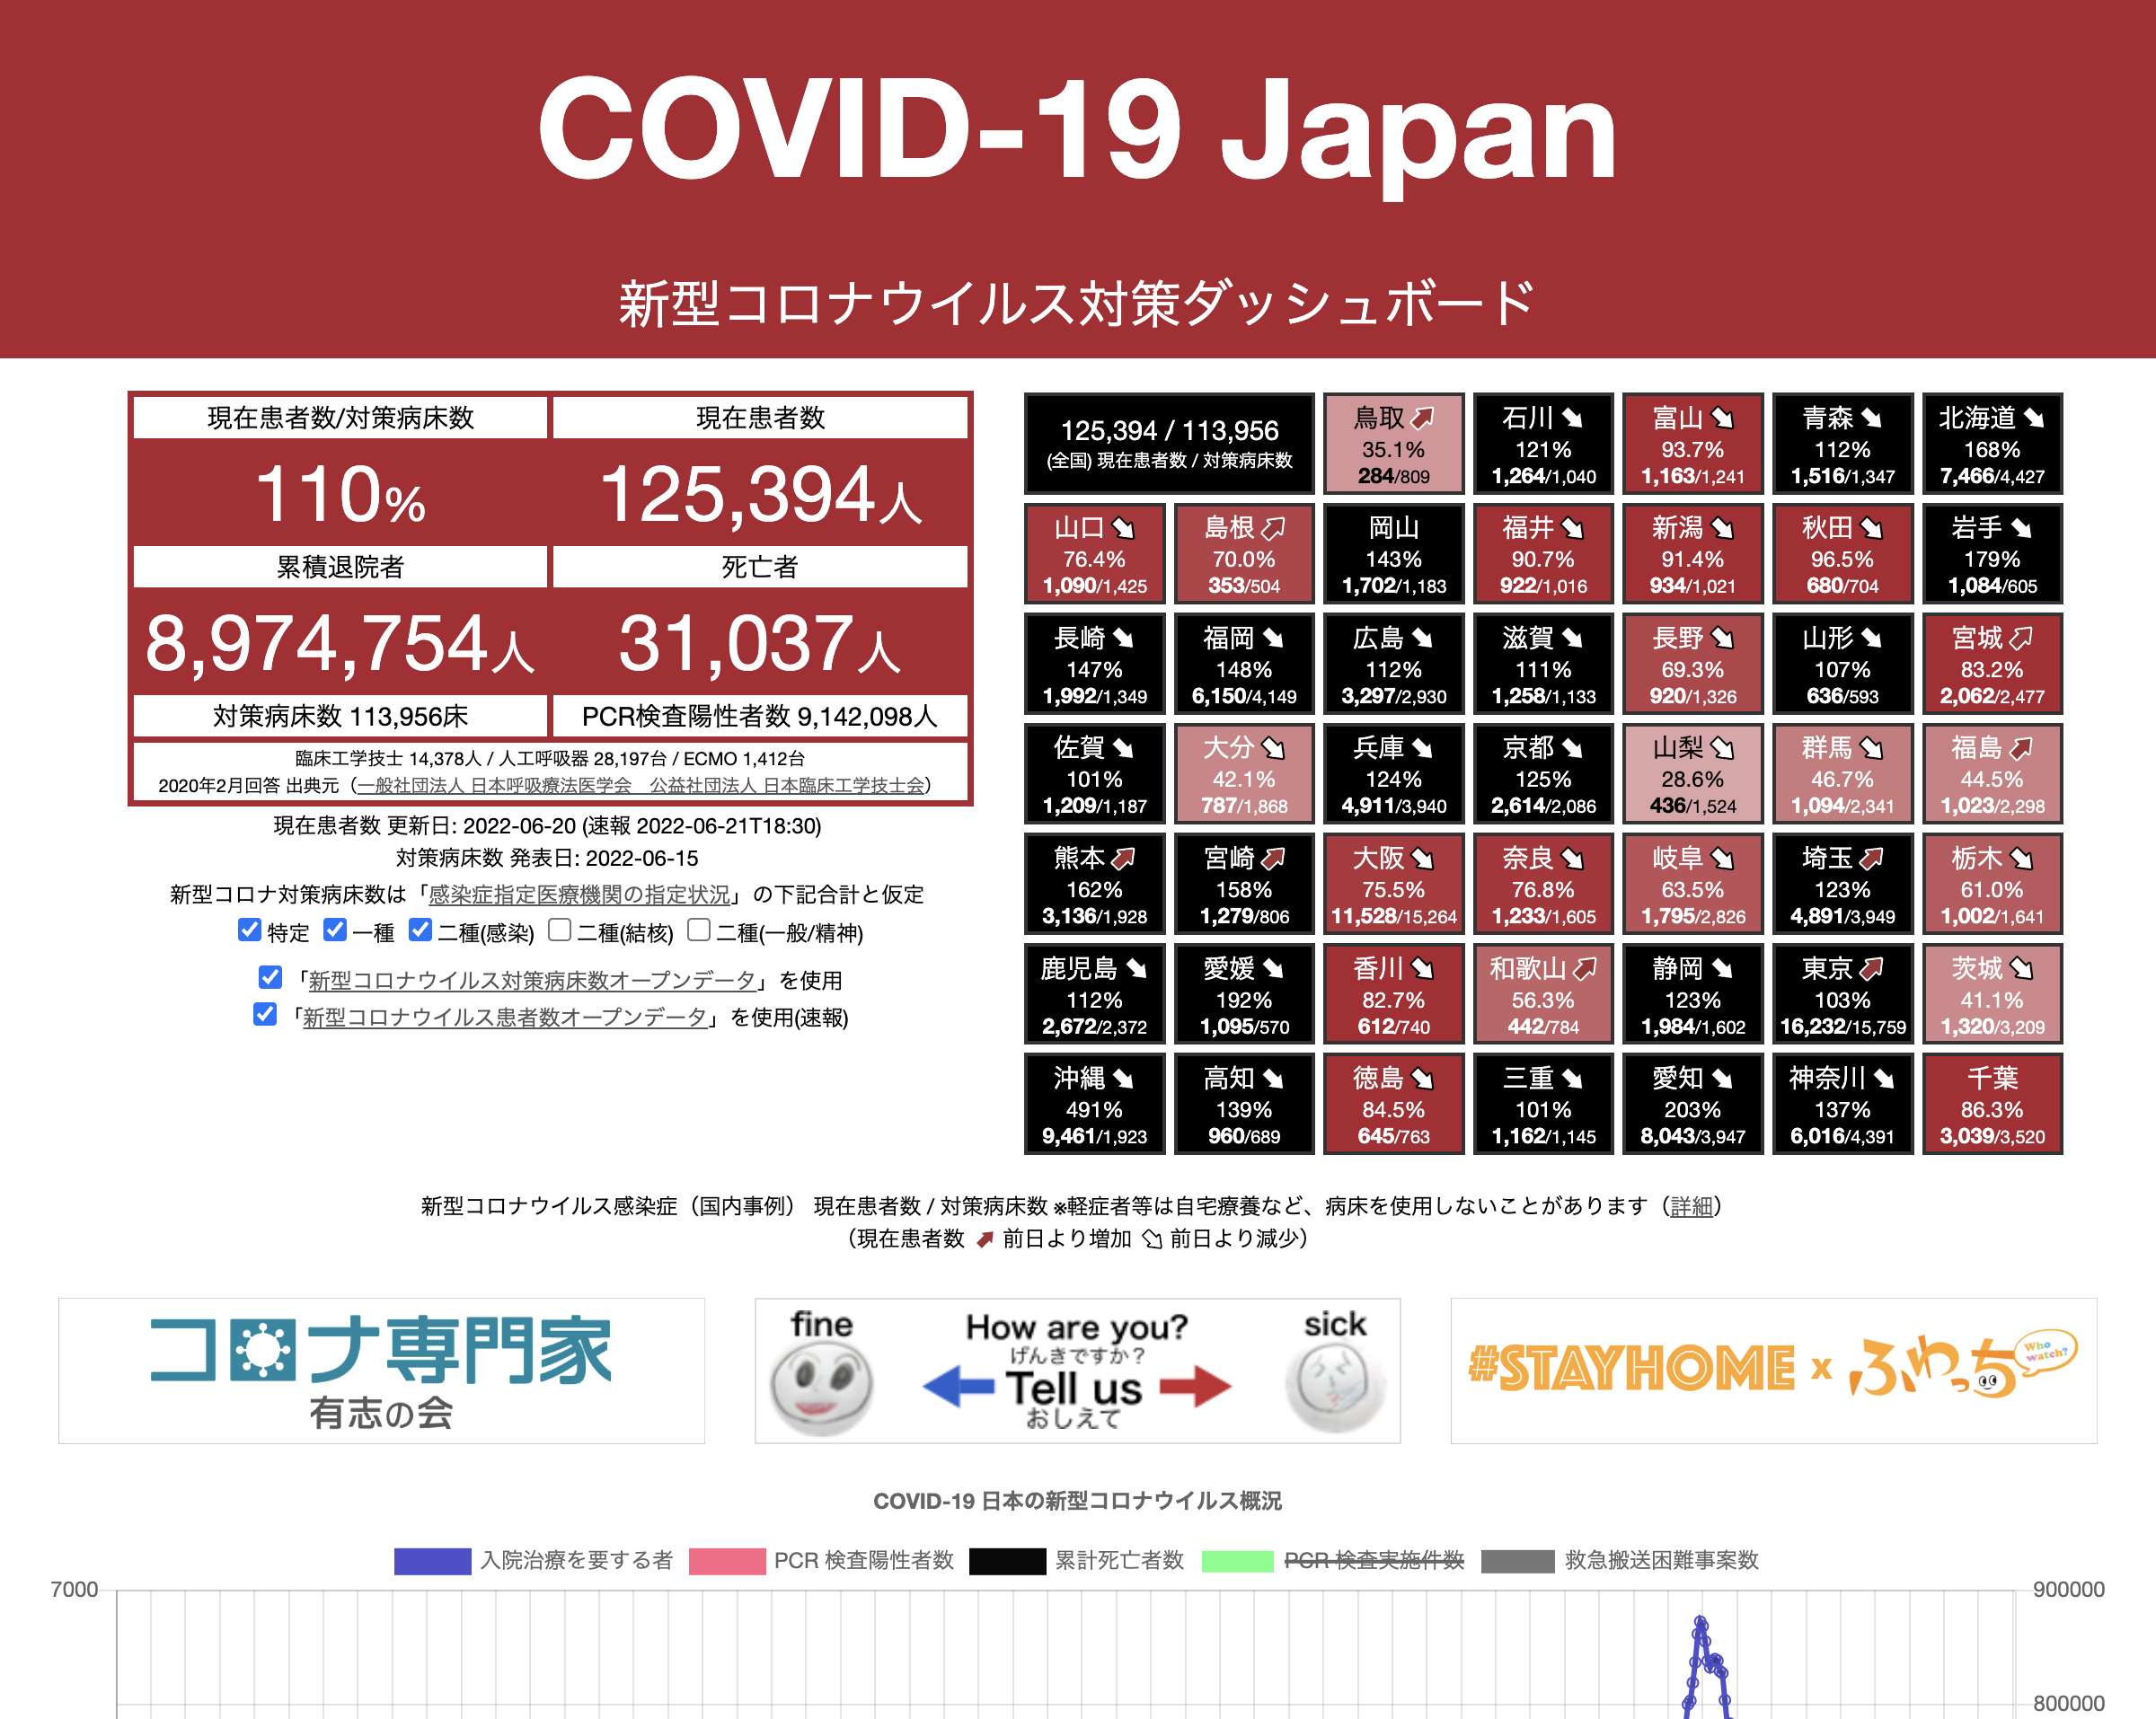 COVID-19 Japan
新型コロナウイルス対策ダッシュボード
現在患者数/対策病床数
現在患者数
110%
125,394人
累積退院者
死亡者
8,974,754人
31,037人
対策病床数 113,956床
PCR検査陽性者数 9,142,098人
臨床工学技士 14,378人 / 人工呼吸器 28,197台 / ECMO 1,412台
2020年2月回答 出典元（一般社団法人 日本呼吸療法医学会　公益社団法人 日本臨床工学技士会）
現在患者数 更新日: 2022-06-20 (速報 2022-06-21T18:30)
対策病床数 発表日: 2022-06-15
新型コロナ対策病床数は「感染症指定医療機関の指定状況」の下記合計と仮定
特定 一種 二種(感染) 二種(結核) 二種(一般/精神)
「新型コロナウイルス対策病床数オープンデータ」を使用
「新型コロナウイルス患者数オープンデータ」を使用(速報)
125,394 / 113,956
(全国) 現在患者数 / 対策病床数
鳥取
35.1%
284/809
石川
121%
1,264/1,040
富山
93.7%
1,163/1,241
青森
112%
1,516/1,347
北海道
168%
7,466/4,427
山口
76.4%
1,090/1,425
島根
70.0%
353/504
岡山
143%
1,702/1,183
福井
90.7%
922/1,016
新潟
91.4%
934/1,021
秋田
96.5%
680/704
岩手
179%
1,084/605
長崎
147%
1,992/1,349
福岡
148%
6,150/4,149
広島
112%
3,297/2,930
滋賀
111%
1,258/1,133
長野
69.3%
920/1,326
山形
107%
636/593
宮城
83.2%
2,062/2,477
佐賀
101%
1,209/1,187
大分
42.1%
787/1,868
兵庫
124%
4,911/3,940
京都
125%
2,614/2,086
山梨
28.6%
436/1,524
群馬
46.7%
1,094/2,341
福島
44.5%
1,023/2,298
熊本
162%
3,136/1,928
宮崎
158%
1,279/806
大阪
75.5%
11,528/15,264
奈良
76.8%
1,233/1,605
岐阜
63.5%
1,795/2,826
埼玉
123%
4,891/3,949
栃木
61.0%
1,002/1,641
鹿児島
112%
2,672/2,372
愛媛
192%
1,095/570
香川
82.7%
612/740
和歌山
56.3%
442/784
静岡
123%
1,984/1,602
東京
103%
16,232/15,759
茨城
41.1%
1,320/3,209
沖縄
491%
9,461/1,923
高知
139%
960/689
徳島
84.5%
645/763
三重
101%
1,162/1,145
愛知
203%
8,043/3,947
神奈川
137%
6,016/4,391
千葉
86.3%
3,039/3,520
新型コロナウイルス感染症（国内事例） 現在患者数 / 対策病床数 ※軽症者等は自宅療養など、病床を使用しないことがあります（詳細）
（現在患者数 前日より増加 前日より減少）
コロナ専門家
有志の会
fine
How are you?
げんきですか？
Tell us
おしえて
sick
#STAYHOME x ふわっち
Who watch?
COVID-19 日本の新型コロナウイルス概況
入院治療を要する者 PCR 検査陽性者数 累計死亡者数 PCR 検査実施件数 救急搬送困難事案数
7000
900000
800000